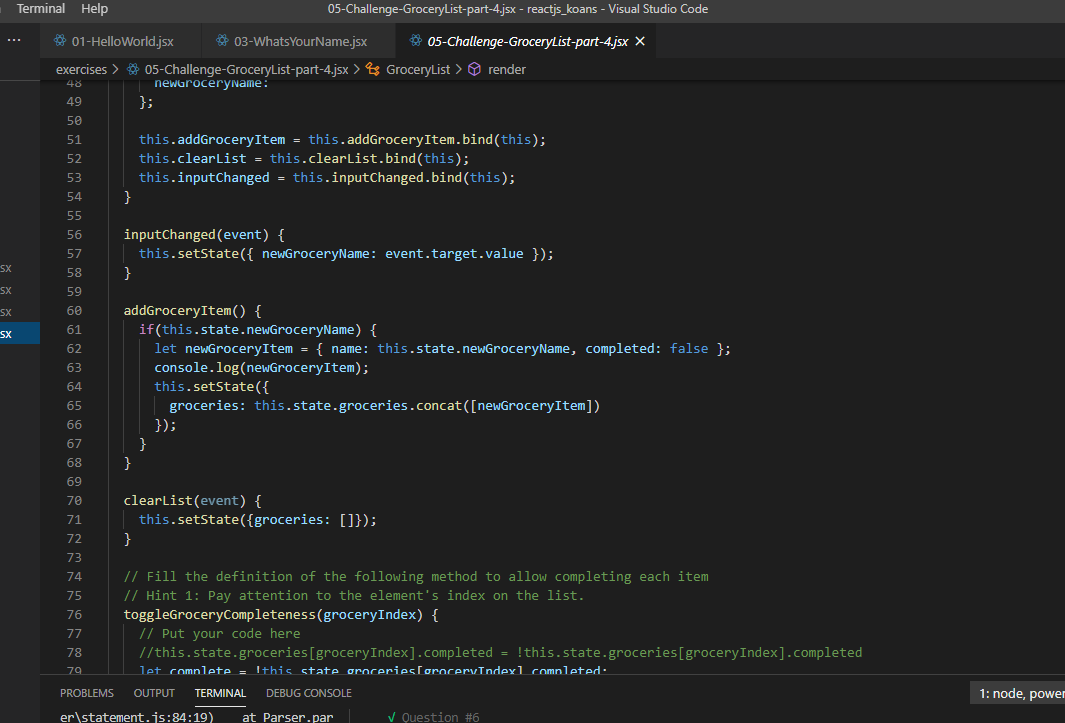 Terminal Help 05-Challenge-GroceryList-part-4.jsx - reactjs_koans - Visual Studio Code
··· 01-HelloWorld.jsx 03-WhatsYourName.jsx 05-Challenge-GroceryList-part-4.jsx
exercises > 05-Challenge-GroceryList-part-4.jsx > GroceryList > render
48 newGroceryName:
49 };
50
51 this.addGroceryItem = this.addGroceryItem.bind(this);
52 this.clearList = this.clearList.bind(this);
53 this.inputChanged = this.inputChanged.bind(this);
54 }
55
56 inputChanged(event) {
57 this.setState({ newGroceryName: event.target.value });
58 }
59
60 addGroceryItem() {
61 if(this.state.newGroceryName) {
62 let newGroceryItem = { name: this.state.newGroceryName, completed: false };
63 console.log(newGroceryItem);
64 this.setState({
65 groceries: this.state.groceries.concat([newGroceryItem])
66 });
67 }
68 }
69
70 clearList(event) {
71 this.setState({groceries: []});
72 }
73
74 // Fill the definition of the following method to allow completing each item
75 // Hint 1: Pay attention to the element's index on the list.
76 toggleGroceryCompleteness(groceryIndex) {
77 // Put your code here
78 //this.state.groceries[groceryIndex].completed = !this.state.groceries[groceryIndex].completed
79 let complete = !this.state.groceries[groceryIndex].completed;
sx
sx
sx
sx
PROBLEMS OUTPUT TERMINAL DEBUG CONSOLE 1: node, power
er\statement.js:84:19) at Parser.par √ Question #6